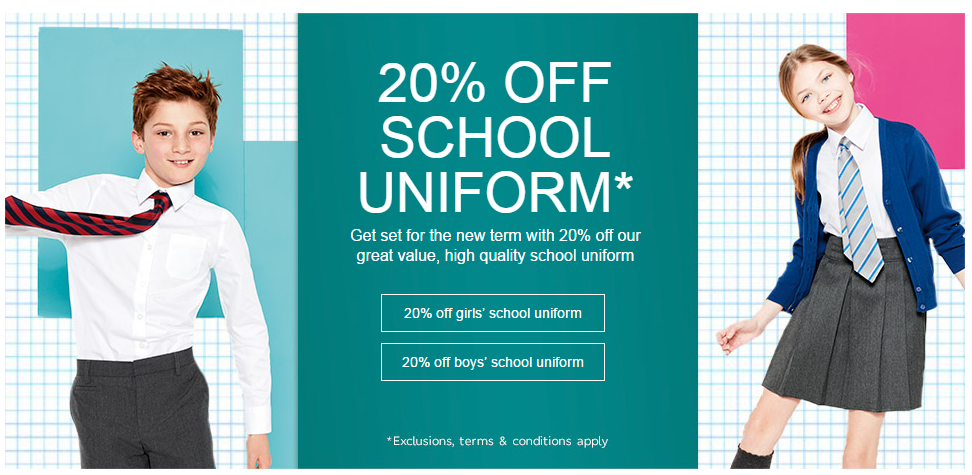 20% OFF
SCHOOL
UNIFORM*
Get set for the new term with 20% off our
great value, high quality school uniform
20% off girls' school uniform
20% off boys' school uniform
*Exclusions, terms & conditions apply